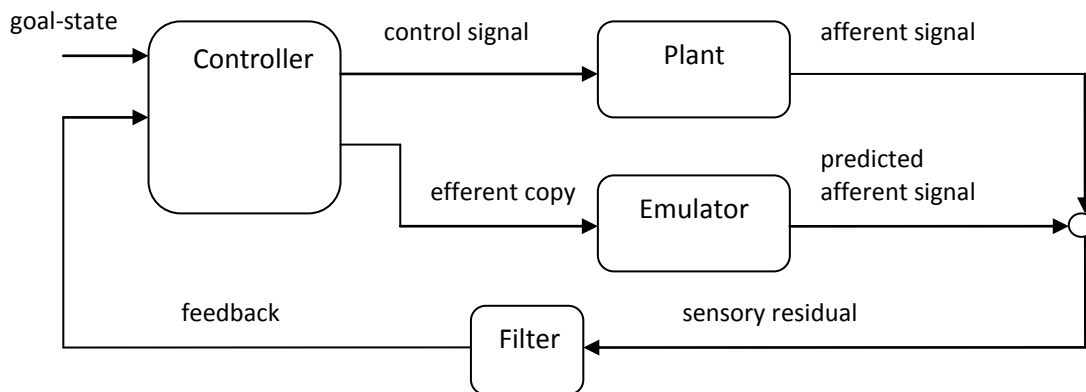 goal-state
Controller
control signal
Plant
afferent signal
efferent copy
Emulator
predicted
afferent signal
feedback
Filter
sensory residual